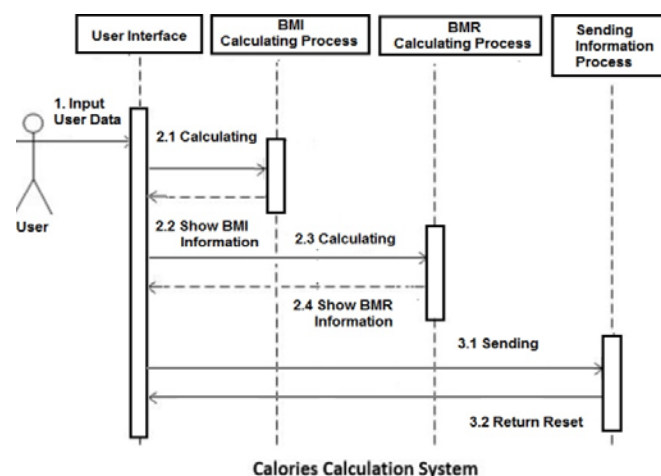 User Interface
BMI
Calculating Process
BMR
Calculating Process
Sending
Information
Process
1. Input
User Data
2.1 Calculating
User
2.2 Show BMI
Information
2.3 Calculating
2.4 Show BMR
Information
3.1 Sending
3.2 Return Reset
Calories Calculation System